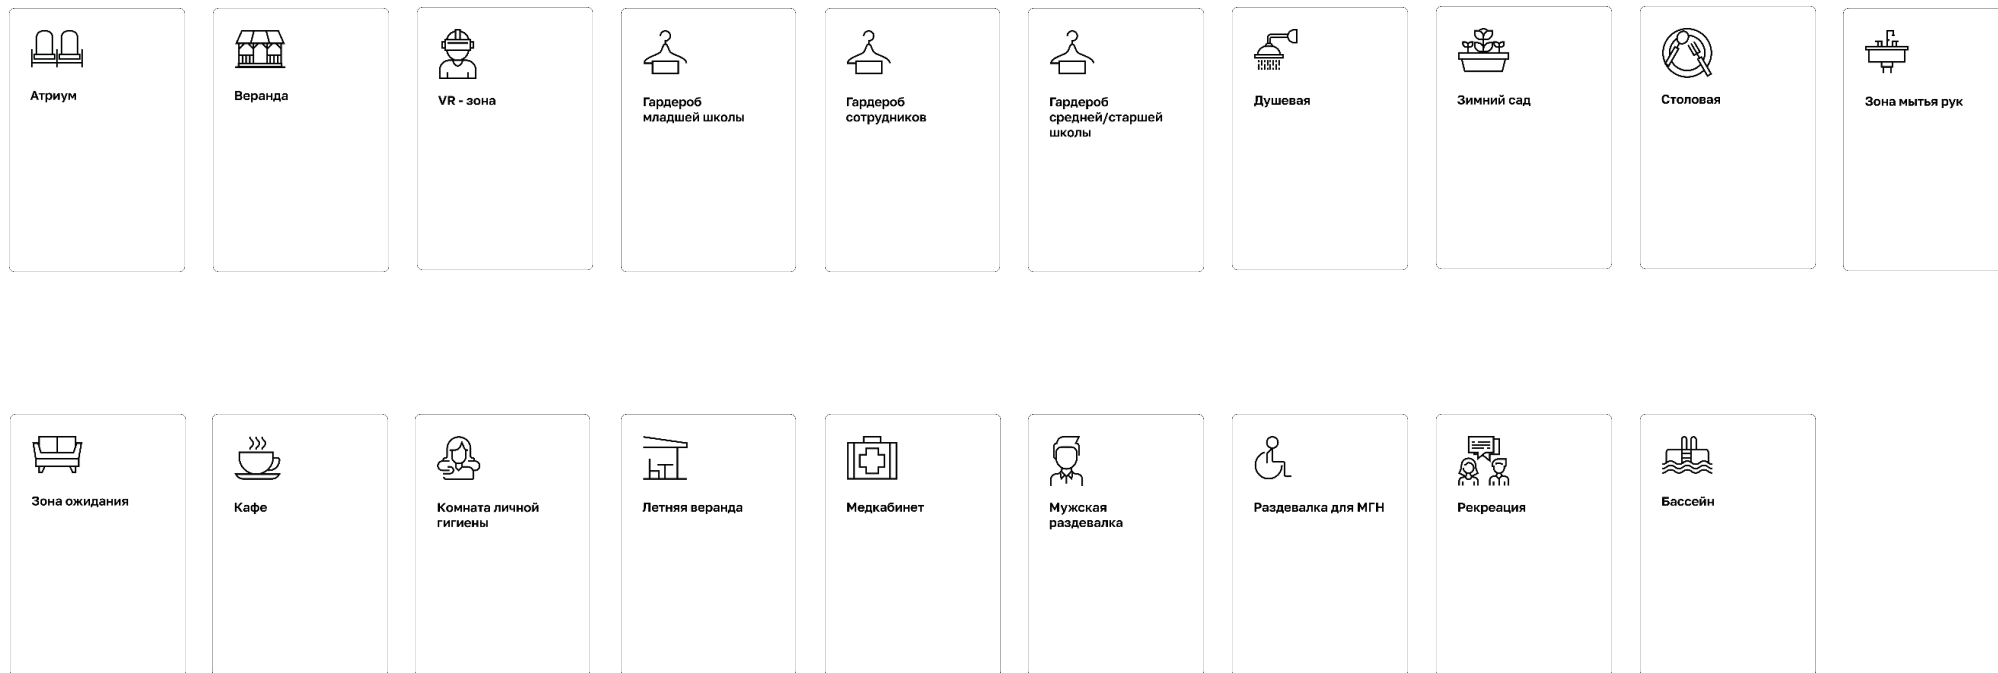 Атриум
Веранда
VR - зона
Гардероб
младшей школы
Гардероб
сотрудников
Гардероб
средней/старшей
школы
Душевая
Зимний сад
Столовая
Зона мытья рук
Зона ожидания
Кафе
Комната личной
гигиены
Летняя веранда
Медкабинет
Мужская
раздевалка
Раздевалка для МГН
Рекреация
Бассейн